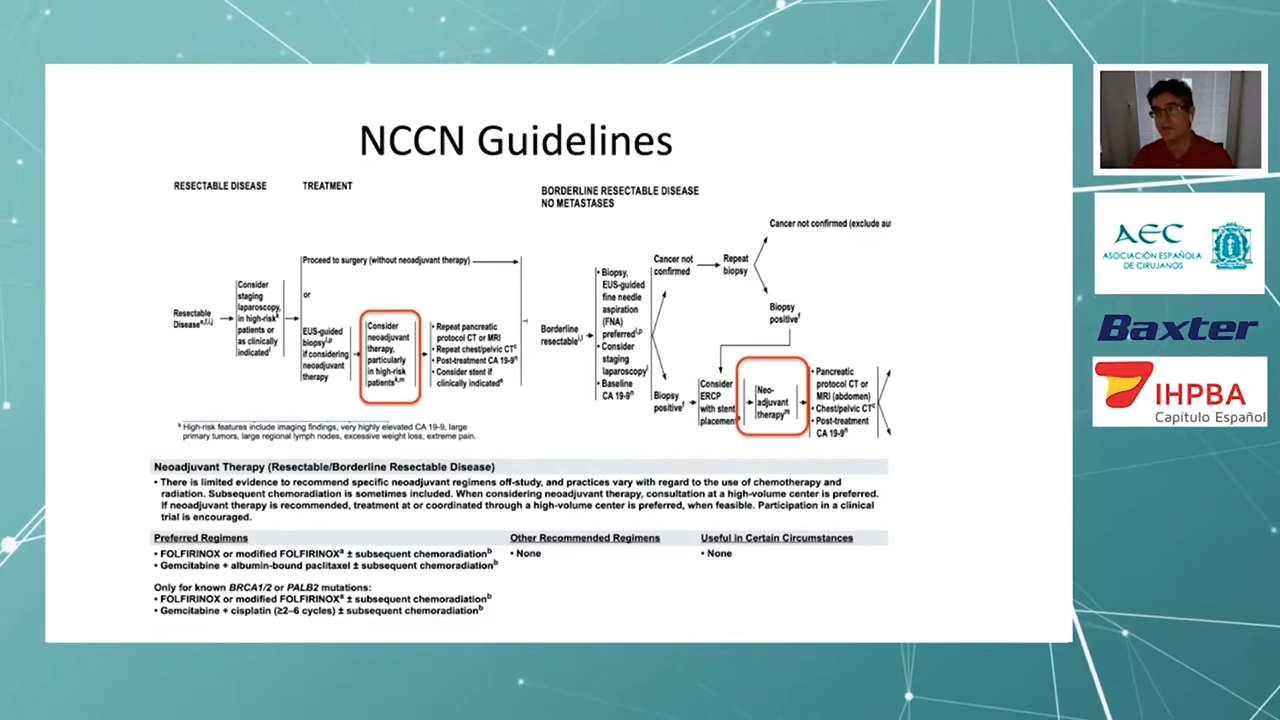 NCCN Guidelines
RESECTABLE DISEASE
TREATMENT
Resectable
Disease^e,f,i,j
Consider
staging
laparoscopy,
in high-risk^k
patients or
as clinically
indicated^l
Proceed to surgery (without neoadjuvant therapy)
or
EUS-guided
biopsy^i,p
if considering
neoadjuvant
therapy
Consider
neoadjuvant
therapy,
particularly
in high-risk
patients^k,m
• Repeat pancreatic
protocol CT or MRI
• Repeat chest/pelvic CT^c
• Post-treatment CA 19-9^n
• Consider stent if
clinically indicated^e
k High-risk features include imaging findings, very highly elevated CA 19-9, large
primary tumors, large regional lymph nodes, excessive weight loss, extreme pain.
BORDERLINE RESECTABLE DISEASE
NO METASTASES
Borderline
resectable^i,l
• Biopsy,
EUS-guided
fine needle
aspiration
(FNA)
preferred^i,p
• Consider
staging
laparoscopy^l
• Baseline
CA 19-9^n
Cancer not
confirmed
Repeat
biopsy
Cancer not confirmed (exclude au
Biopsy
positive^f
Biopsy
positive^f
Consider
ERCP
with stent
placemen
Neo-
adjuvant
therapy^m
• Pancreatic
protocol CT or
MRI (abdomen)
• Chest/pelvic CT^c
• Post-treatment
CA 19-9^n
Neoadjuvant Therapy (Resectable/Borderline Resectable Disease)
• There is limited evidence to recommend specific neoadjuvant regimens off-study, and practices vary with regard to the use of chemotherapy and
radiation. Subsequent chemoradiation is sometimes included. When considering neoadjuvant therapy, consultation at a high-volume center is preferred.
If neoadjuvant therapy is recommended, treatment at or coordinated through a high-volume center is preferred, when feasible. Participation in a clinical
trial is encouraged.
Preferred Regimens
• FOLFIRINOX or modified FOLFIRINOX^a ± subsequent chemoradiation^b
• Gemcitabine + albumin-bound paclitaxel ± subsequent chemoradiation^b
Only for known BRCA1/2 or PALB2 mutations:
• FOLFIRINOX or modified FOLFIRINOX^a ± subsequent chemoradiation^b
• Gemcitabine + cisplatin (≥2–6 cycles) ± subsequent chemoradiation^b
Other Recommended Regimens
• None
Useful in Certain Circumstances
• None
AEC
ASOCIACIÓN ESPAÑOLA
DE CIRUJANOS
Baxter
IHPBA
Capítulo Español